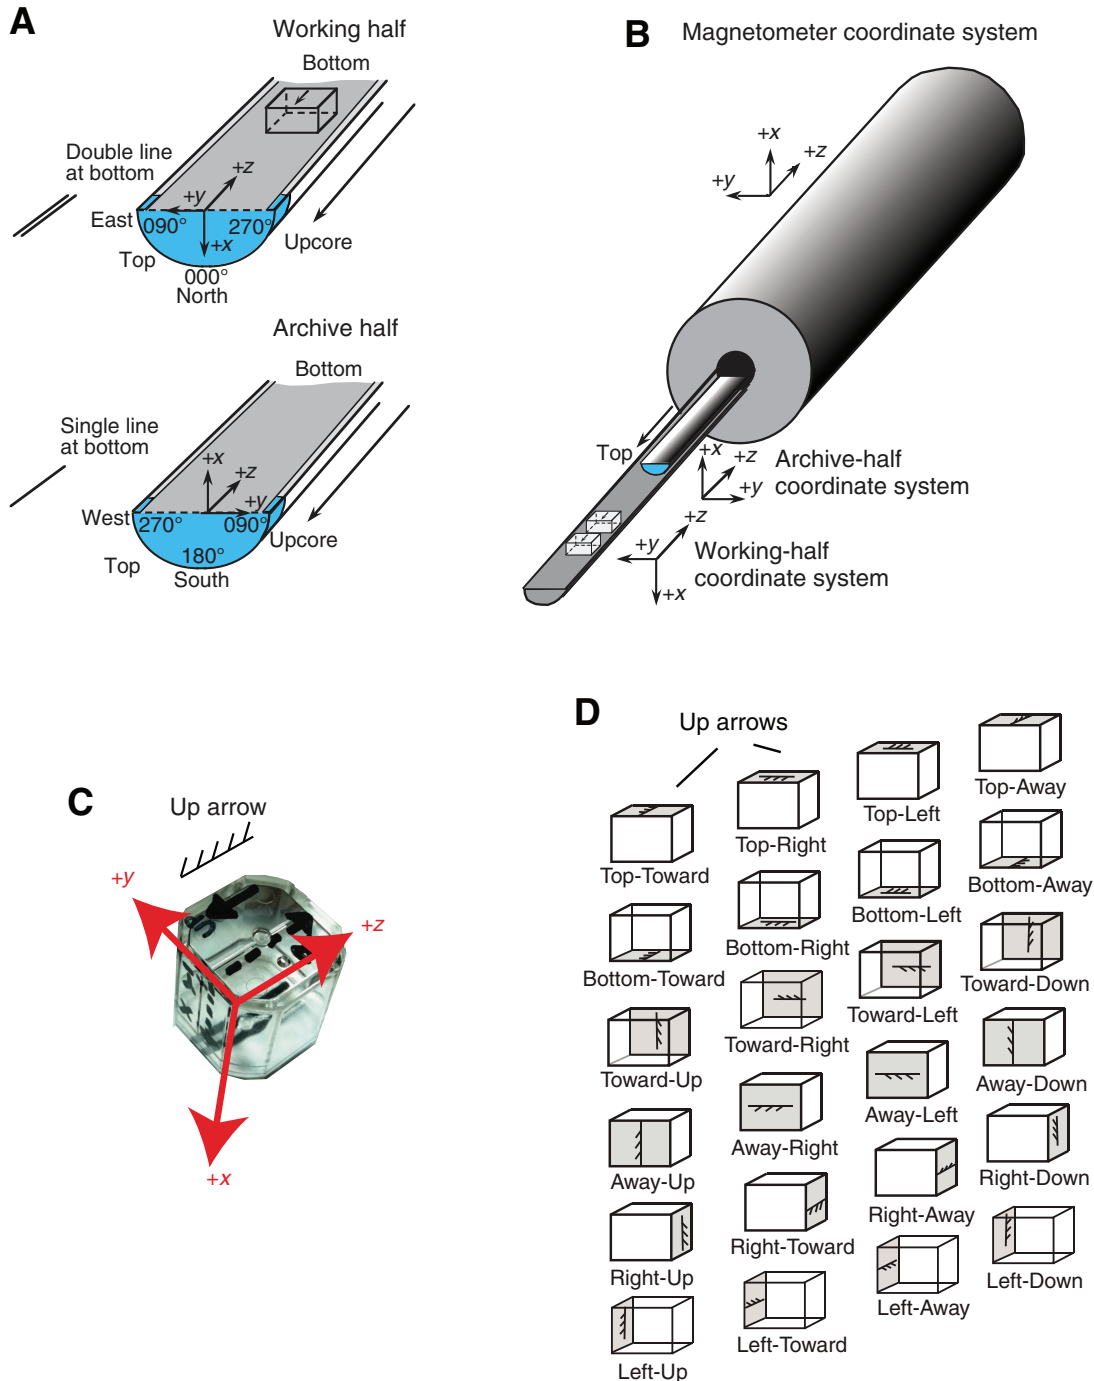 A
Working half
Bottom
Double line
at bottom
+z
+y
East
090°
270°
+x
Upcore
Top
000°
North
Archive half
Bottom
Single line
at bottom
+x
+z
+y
West
270°
090°
Upcore
180°
Top
South
B
Magnetometer coordinate system
+x
+z
+y
Top
+x
+z
+y
Archive-half
coordinate system
+z
+y
+x
Working-half
coordinate system
C
Up arrow
+y
+z
+x
D
Up arrows
Top-Toward
Top-Right
Top-Left
Top-Away
Bottom-Toward
Bottom-Right
Bottom-Left
Bottom-Away
Toward-Up
Toward-Right
Toward-Left
Toward-Down
Away-Up
Away-Right
Away-Left
Away-Down
Right-Up
Right-Toward
Right-Away
Right-Down
Left-Up
Left-Toward
Left-Away
Left-Down